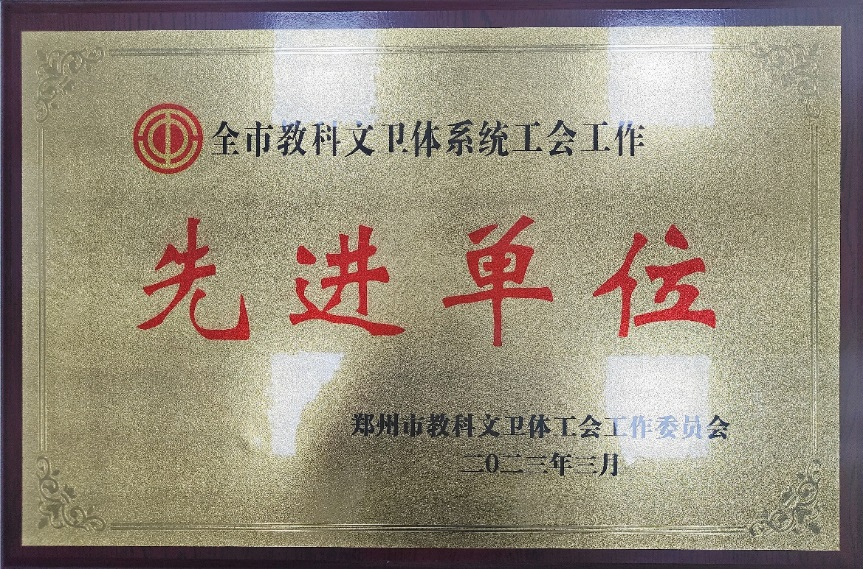 全市教科文卫体系统工会工作
先进单位
郑州市教科文卫体工会工作委员会
二〇二三年三月